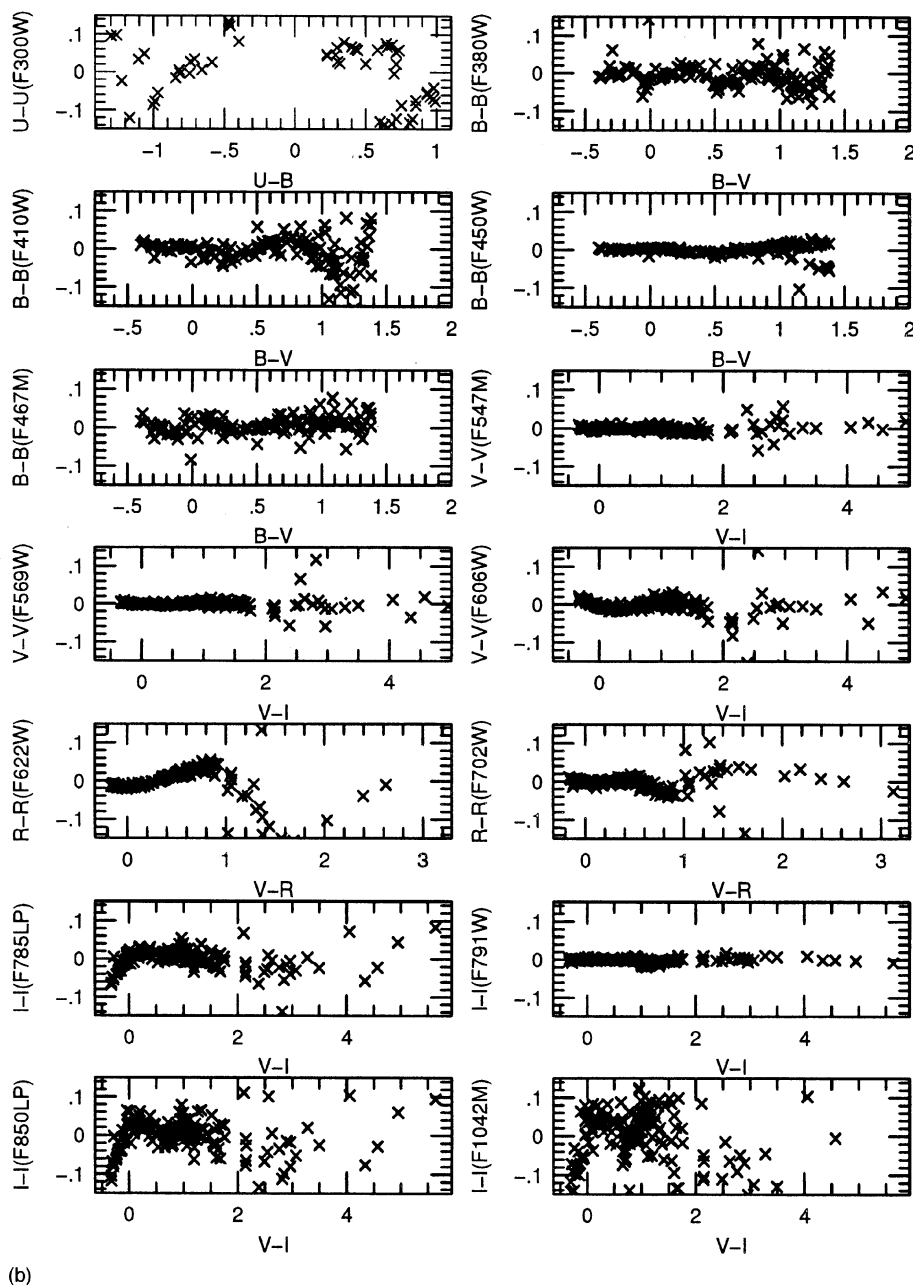 U–U(F300W)
.1
0
–.1
–1 –.5 0 .5 1
U–B
B–B(F380W)
.1
0
–.1
–.5 0 .5 1 1.5 2
B–V
B–B(F410W)
.1
0
–.1
–.5 0 .5 1 1.5 2
B–V
B–B(F450W)
.1
0
–.1
–.5 0 .5 1 1.5 2
B–V
B–B(F467M)
.1
0
–.1
–.5 0 .5 1 1.5 2
B–V
V–V(F547M)
.1
0
–.1
0 2 4
V–I
V–V(F569W)
.1
0
–.1
0 2 4
V–I
V–V(F606W)
.1
0
–.1
0 2 4
V–I
R–R(F622W)
.1
0
–.1
0 1 2 3
V–R
R–R(F702W)
.1
0
–.1
0 1 2 3
V–R
I–I(F785LP)
.1
0
–.1
0 2 4
V–I
I–I(F791W)
.1
0
–.1
0 2 4
V–I
I–I(F850LP)
.1
0
–.1
0 2 4
V–I
I–I(F1042M)
0.1
0
–.1
0 2 4
V–I
(b)